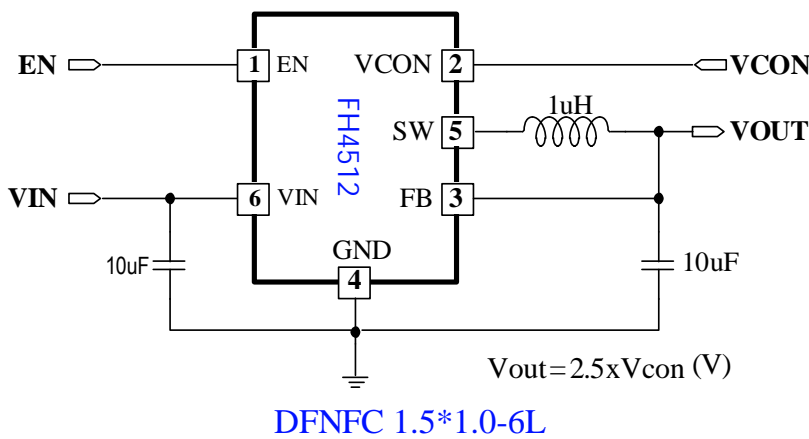 EN
1
EN
VCON
2
VCON
1uH
SW
5
VOUT
FH4512
VIN
6
VIN
FB
3
GND
10uF
4
10uF
Vout=2.5xVcon (V)
DFNFC 1.5*1.0-6L